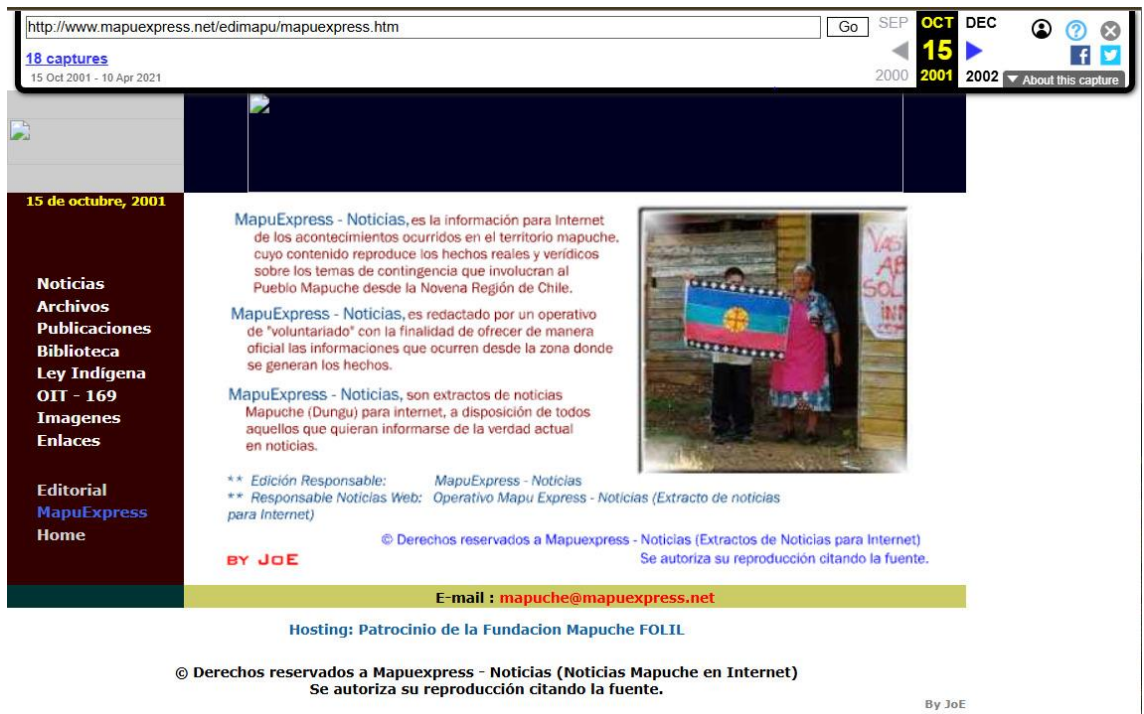 http://www.mapuexpress.net/edimapu/mapuexpress.htm
Go
SEP OCT DEC
15
2000 2001 2002
18 captures
15 Oct 2001 - 10 Apr 2021
About this capture
15 de octubre, 2001
Noticias
Archivos
Publicaciones
Biblioteca
Ley Indígena
OIT - 169
Imagenes
Enlaces
Editorial
MapuExpress
Home
MapuExpress - Noticias, es la información para Internet
de los acontecimientos ocurridos en el territorio mapuche,
cuyo contenido reproduce los hechos reales y verídicos
sobre los temas de contingencia que involucran al
Pueblo Mapuche desde la Novena Región de Chile.
MapuExpress - Noticias, es redactado por un operativo
de "voluntariado" con la finalidad de ofrecer de manera
oficial las informaciones que ocurren desde la zona donde
se generan los hechos.
MapuExpress - Noticias, son extractos de noticias
Mapuche (Dungu) para internet, a disposición de todos
aquellos que quieran informarse de la verdad actual
en noticias.
** Edición Responsable: MapuExpress - Noticias
** Responsable Noticias Web: Operativo Mapu Express - Noticias (Extracto de noticias
para Internet)
© Derechos reservados a Mapuexpress - Noticias (Extractos de Noticias para Internet)
Se autoriza su reproducción citando la fuente.
BY JOE
E-mail : mapuche@mapuexpress.net
Hosting: Patrocinio de la Fundacion Mapuche FOLIL
© Derechos reservados a Mapuexpress - Noticias (Noticias Mapuche en Internet)
Se autoriza su reproducción citando la fuente.
By JoE